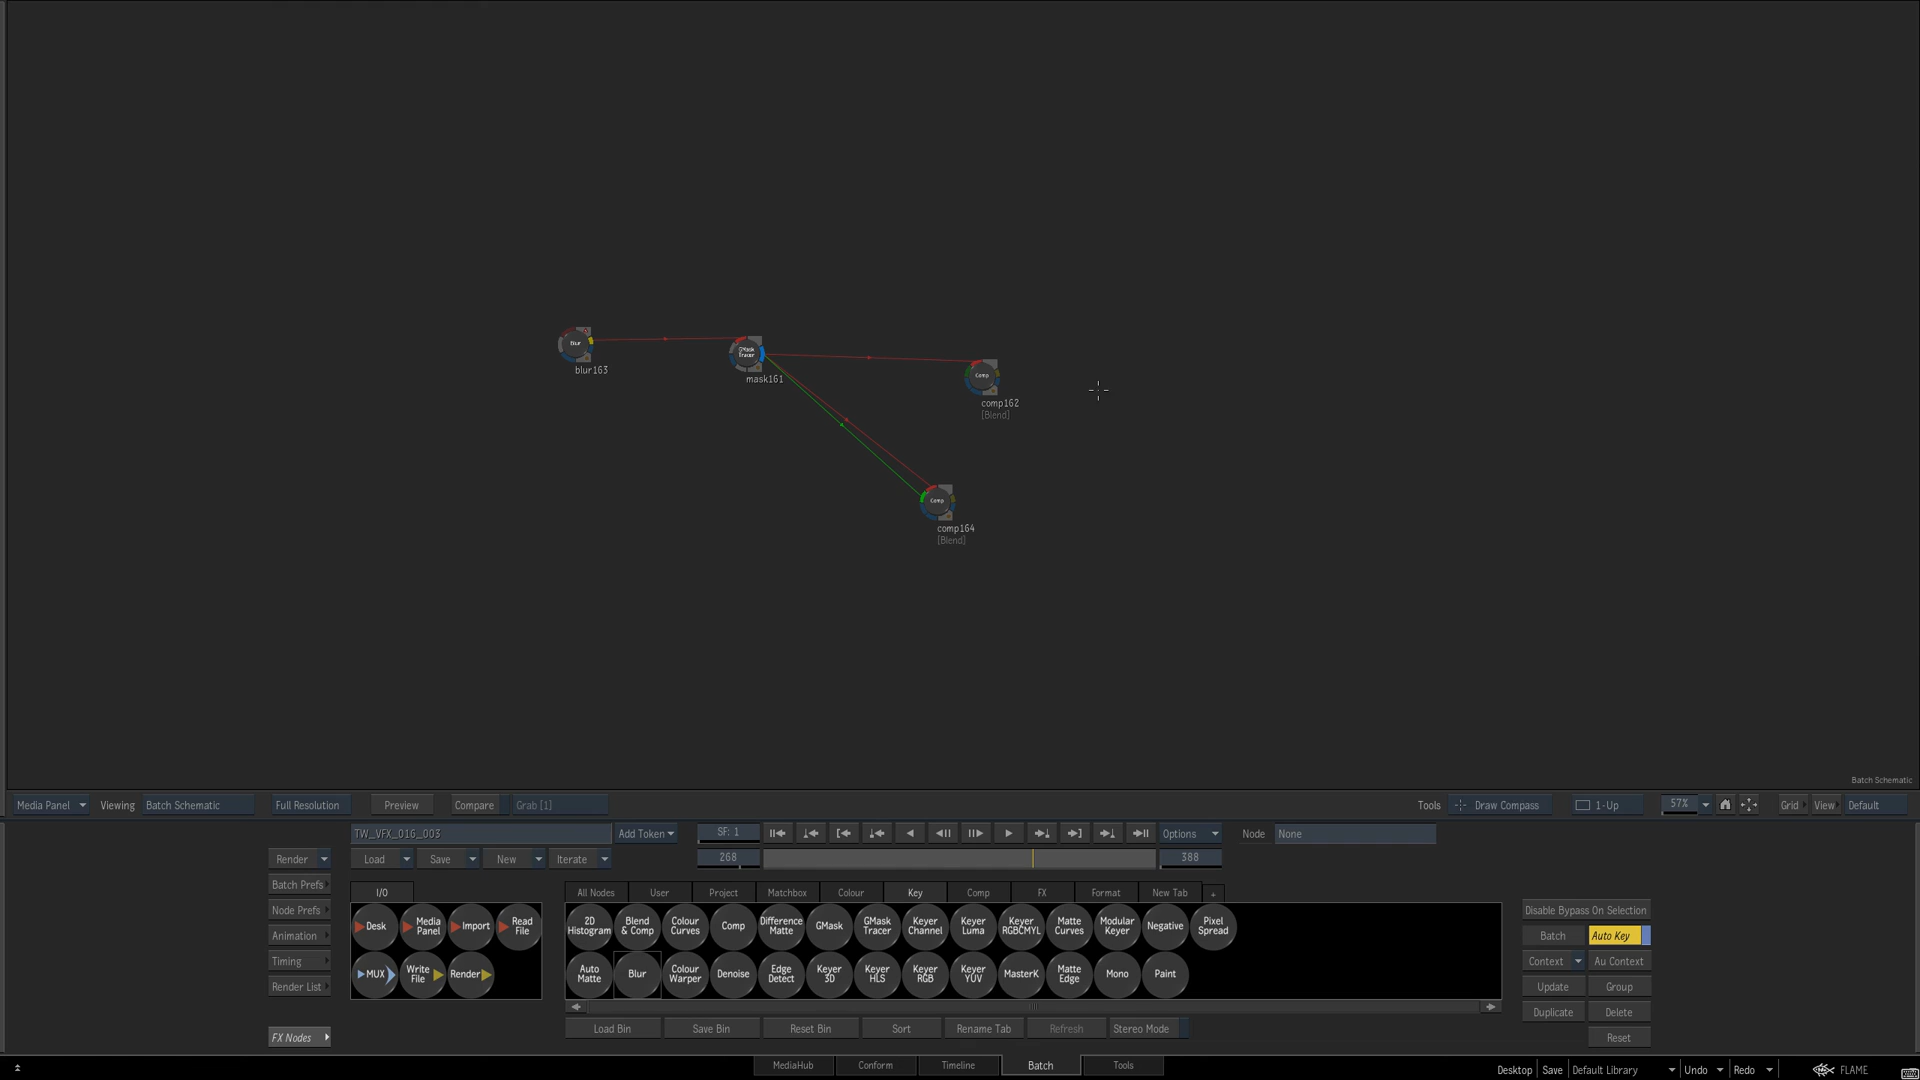 Blur
blur163
GMask
Tracer
mask161
Comp
comp162
[Blend]
Comp
comp164
[Blend]
Batch Schematic
Media Panel
Viewing
Batch Schematic
Full Resolution
Preview
Compare
Grab [1]
Tools
Draw Compass
1-Up
57%
Grid
View
Default
TW_VFX_016_003
Add Token
SF: 1
Options
Node
None
Render
Load
Save
New
Iterate
268
388
Batch Prefs
Node Prefs
Animation
Timing
Render List
FX Nodes
I/O
Desk
Media
Panel
Import
Read
File
MUX
Write
File
Render
All Nodes
User
Project
Matchbox
Colour
Key
Comp
FX
Format
New Tab
+
2D
Histogram
Blend
& Comp
Colour
Curves
Comp
Difference
Matte
GMask
GMask
Tracer
Keyer
Channel
Keyer
Luma
Keyer
RGBCMYL
Matte
Curves
Modular
Keyer
Negative
Pixel
Spread
Auto
Matte
Blur
Colour
Warper
Denoise
Edge
Detect
Keyer
3D
Keyer
HLS
Keyer
RGB
Keyer
YUV
MasterK
Matte
Edge
Mono
Paint
Load Bin
Save Bin
Reset Bin
Sort
Rename Tab
Refresh
Stereo Mode
Disable Bypass On Selection
Batch
Auto Key
Context
Au Context
Update
Group
Duplicate
Delete
Reset
MediaHub
Conform
Timeline
Batch
Tools
Desktop
Save
Default Library
Undo
Redo
FLAME